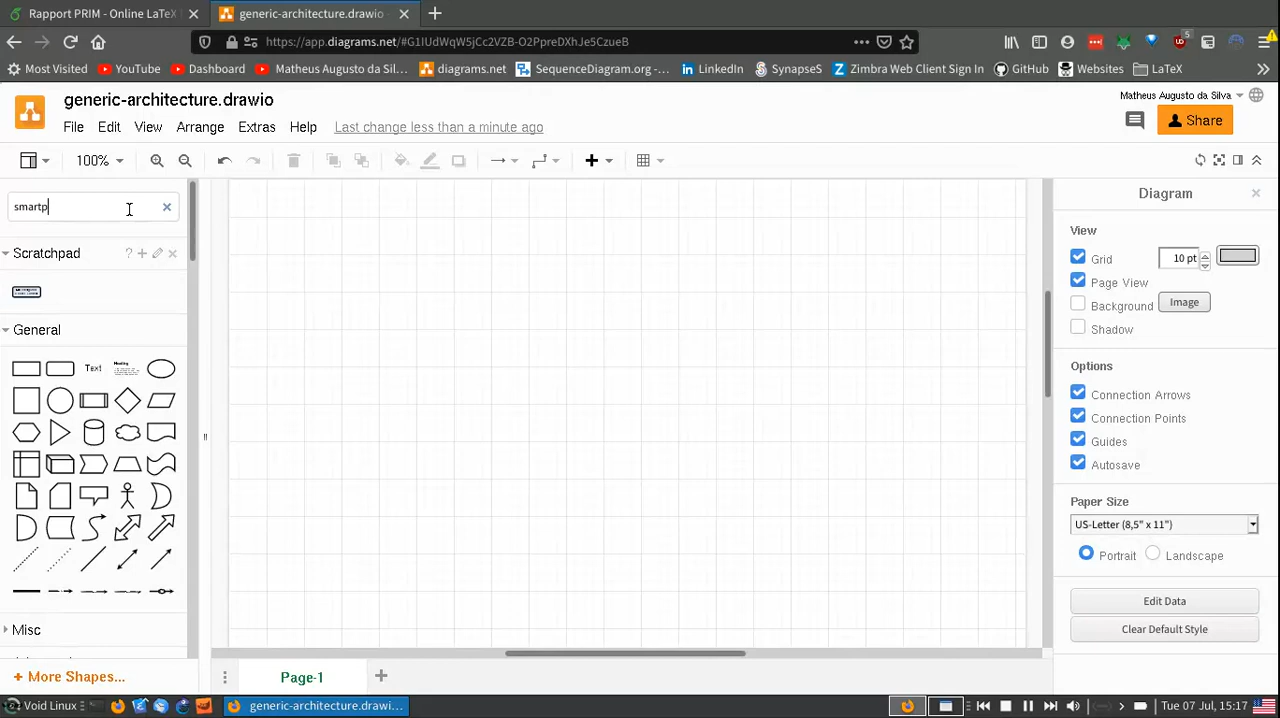 Rapport PRIM - Online LaTeX
generic-architecture.drawio
https://app.diagrams.net/#G1IUdWqW5jCc2VZB-O2PpreDXhJe5CzueB
5
Most Visited
YouTube
Dashboard
Matheus Augusto da Sil…
diagrams.net
SequenceDiagram.org -…
LinkedIn
SynapseS
Zimbra Web Client Sign In
GitHub
Websites
LaTeX
generic-architecture.drawio
Matheus Augusto da Silva
File
Edit
View
Arrange
Extras
Help
Last change less than a minute ago
Share
100%
smartp
Scratchpad
General
Text
Heading
Misc
+ More Shapes...
Page-1
Diagram
View
Grid
10 pt
Page View
Background
Image
Shadow
Options
Connection Arrows
Connection Points
Guides
Autosave
Paper Size
US-Letter (8,5" x 11")
Portrait
Landscape
Edit Data
Clear Default Style
Void Linux
generic-architecture.drawi…
Tue 07 Jul, 15:17